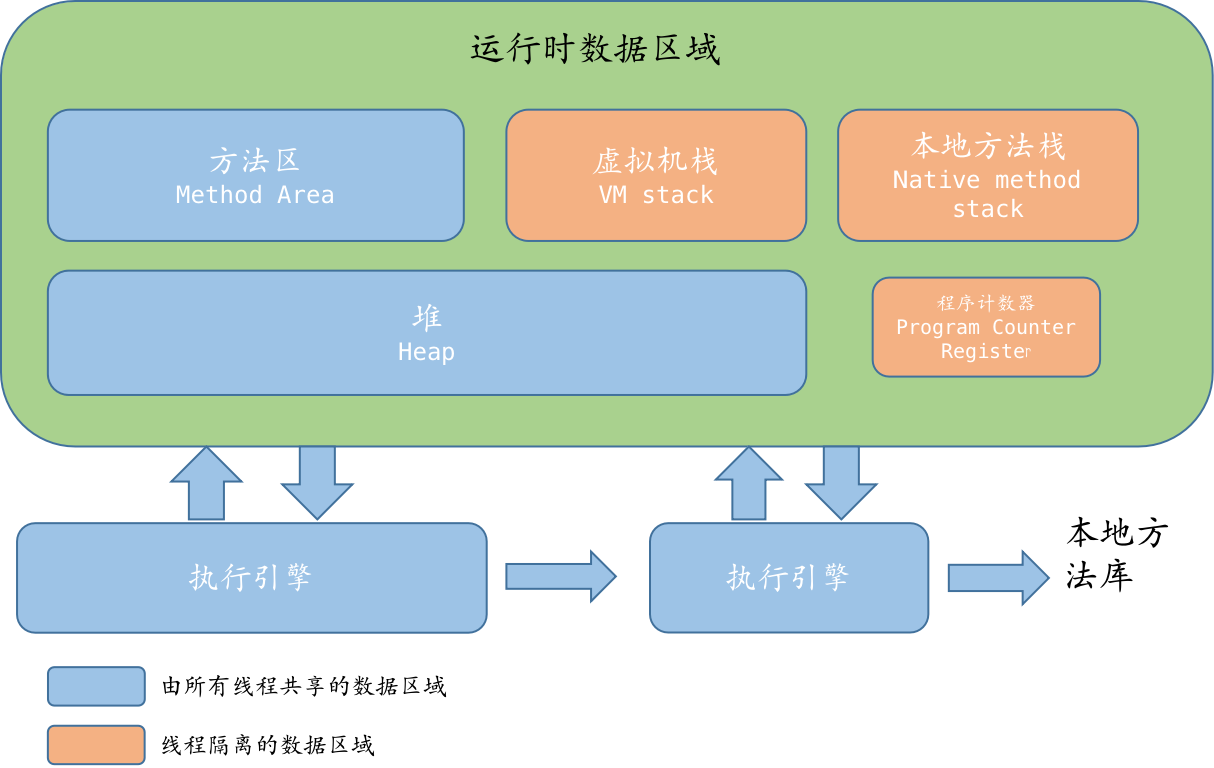 运行时数据区域
方法区
Method Area
虚拟机栈
VM stack
本地方法栈
Native method
stack
堆
Heap
程序计数器
Program Counter
Register
执行引擎
执行引擎
本地方
法库
由所有线程共享的数据区域
线程隔离的数据区域